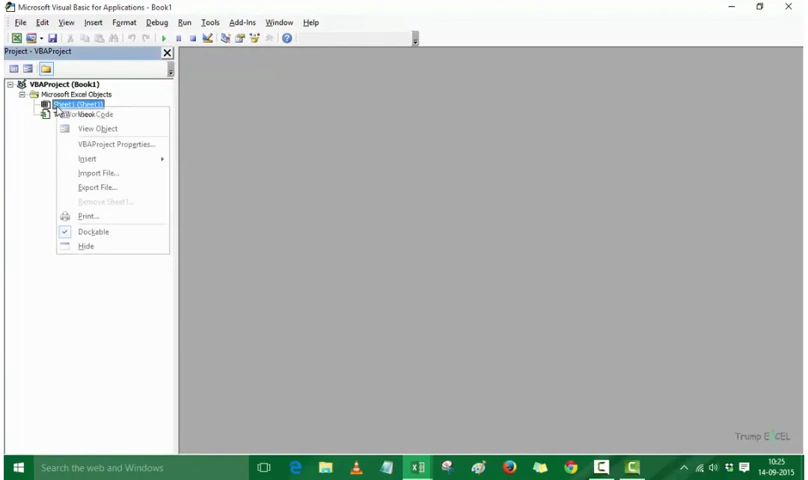 Microsoft Visual Basic for Applications - Book1
File Edit View Insert Format Debug Run Tools Add-Ins Window Help
Project - VBAProject
VBAProject (Book1)
Microsoft Excel Objects
Sheet1 (Sheet1)
View Code
View Object
VBAProject Properties...
Insert
Import File...
Export File...
Remove Sheet1...
Print...
Dockable
Hide
Trump EXCEL
Search the web and Windows
10:25
14-09-2015